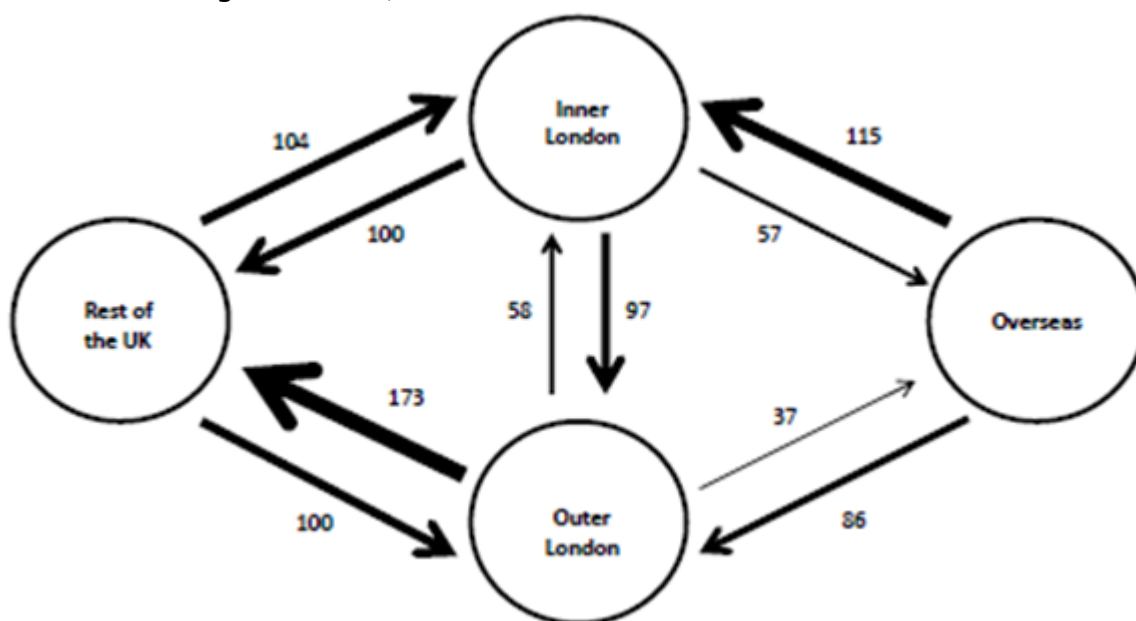 Inner
London
104
115
100
57
Rest of
the UK
58
97
Overseas
173
37
100
86
Outer
London